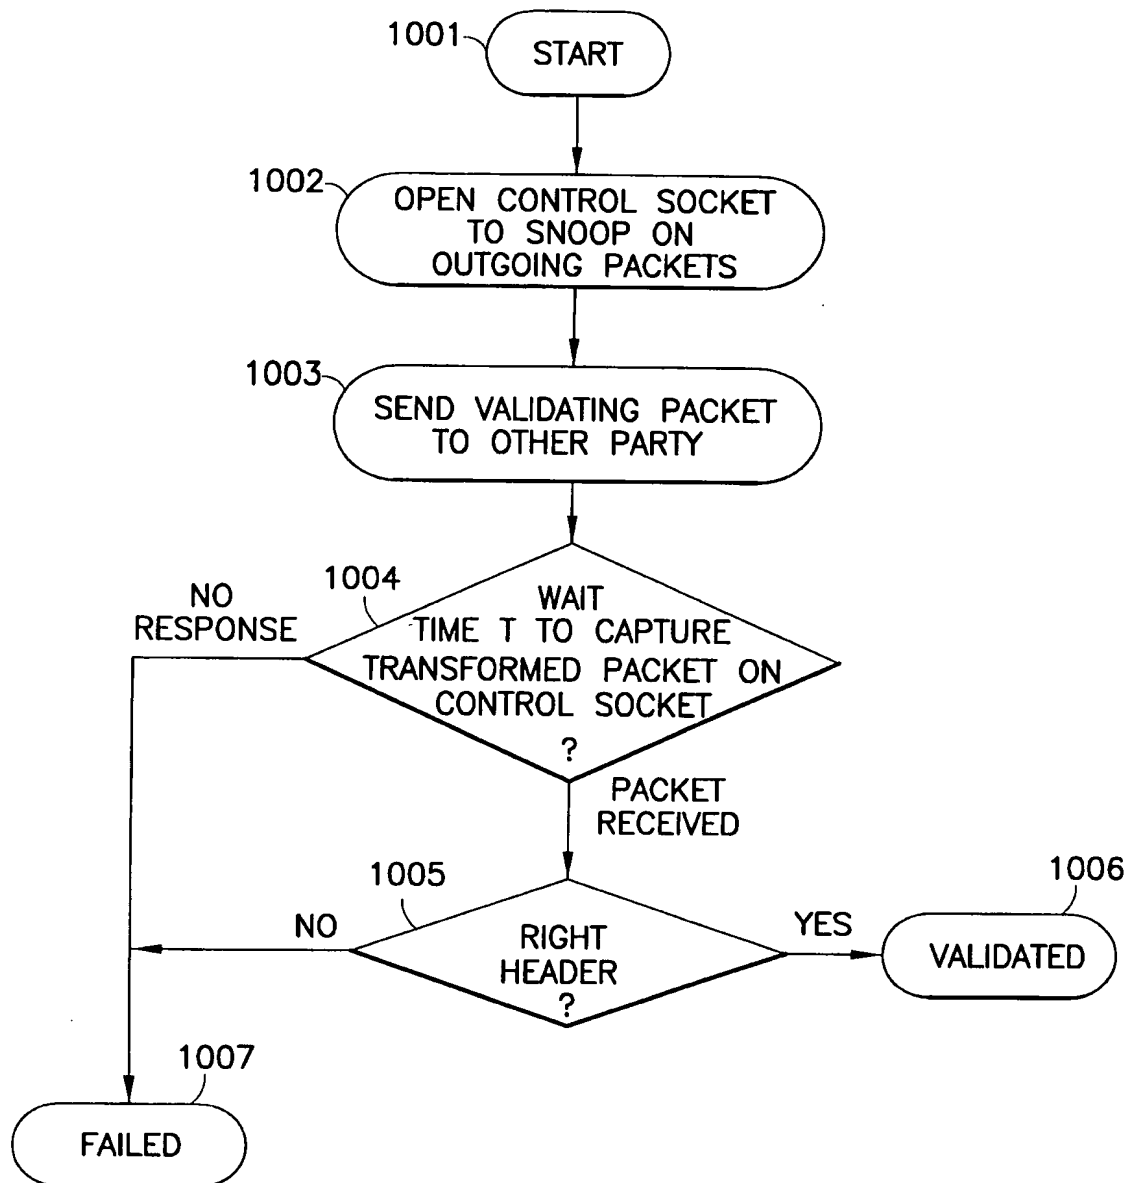 1001
START
1002
OPEN CONTROL SOCKET
TO SNOOP ON
OUTGOING PACKETS
1003
SEND VALIDATING PACKET
TO OTHER PARTY
1004
NO
RESPONSE
WAIT
TIME T TO CAPTURE
TRANSFORMED PACKET ON
CONTROL SOCKET
?
PACKET
RECEIVED
1005
NO
RIGHT
HEADER
?
YES
1006
VALIDATED
1007
FAILED